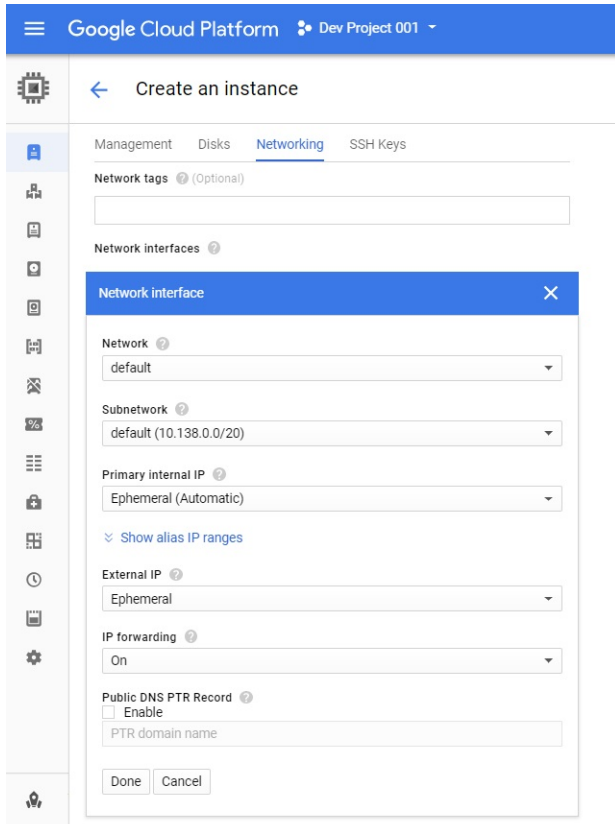 Google Cloud Platform Dev Project 001
Create an instance
Management Disks Networking SSH Keys
Network tags ? (Optional)
Network interfaces ?
Network interface
Network ?
default
Subnetwork ?
default (10.138.0.0/20)
Primary internal IP ?
Ephemeral (Automatic)
Show alias IP ranges
External IP ?
Ephemeral
IP forwarding ?
On
Public DNS PTR Record ?
Enable
PTR domain name
Done Cancel